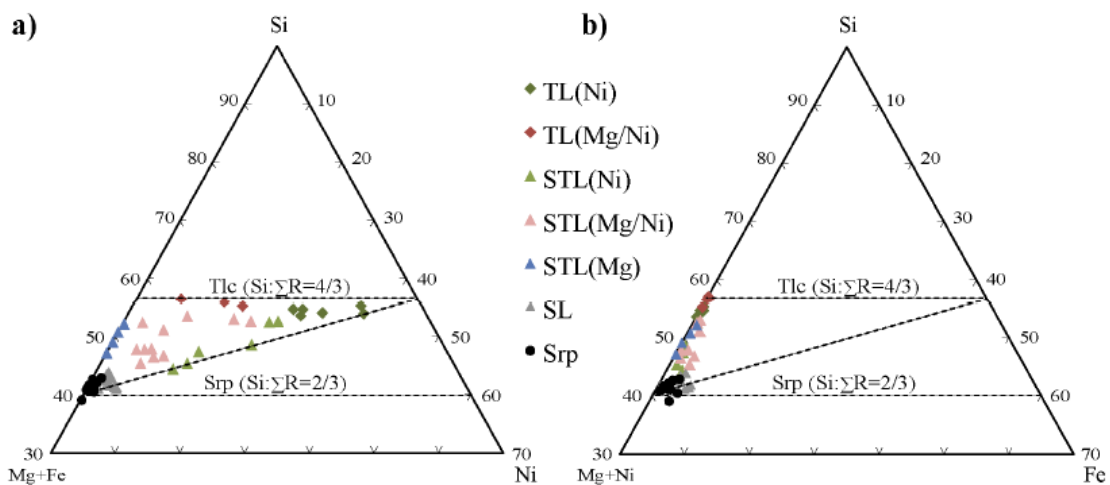 a)
Si
90
10
80
20
70
30
60
40
Tlc (Si:∑R=4/3)
50
50
Srp (Si:∑R=2/3)
40
60
30
70
Mg+Fe
Ni
TL(Ni)
TL(Mg/Ni)
STL(Ni)
STL(Mg/Ni)
STL(Mg)
SL
Srp
b)
Si
90
10
80
20
70
30
60
40
Tlc (Si:∑R=4/3)
50
50
Srp (Si:∑R=2/3)
40
60
30
70
Mg+Ni
Fe